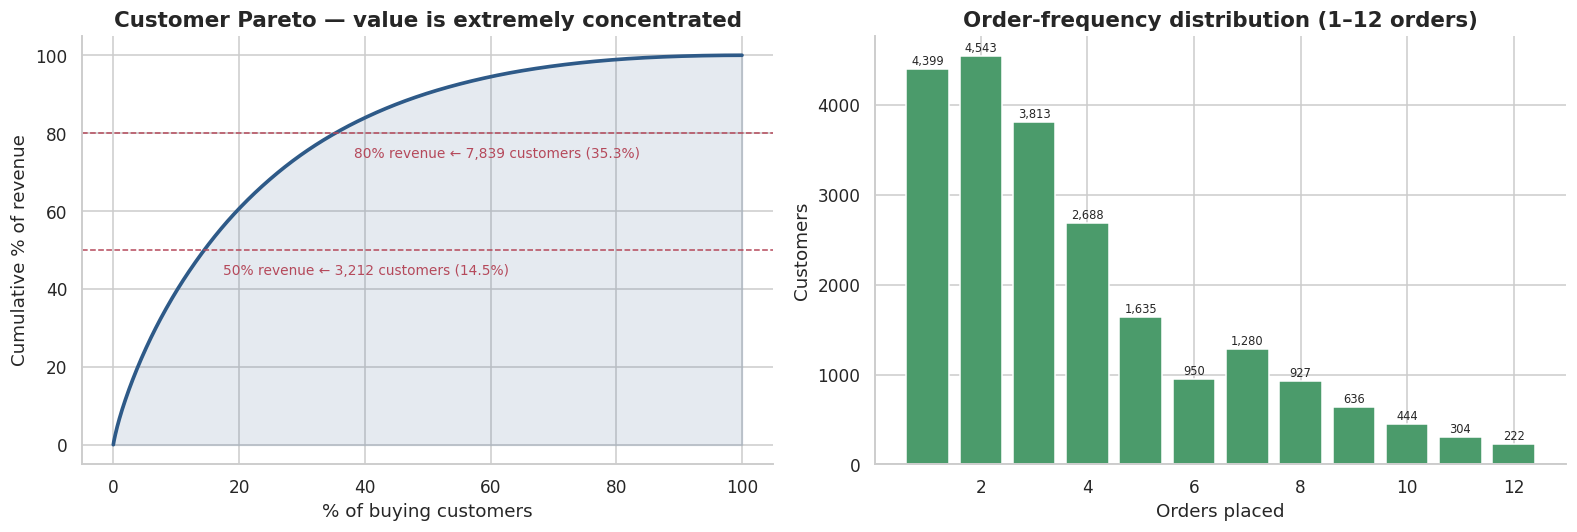 Customer Pareto — value is extremely concentrated
Cumulative % of revenue
100
80
60
40
20
0
80% revenue ← 7,839 customers (35.3%)
50% revenue ← 3,212 customers (14.5%)
0 20 40 60 80 100
% of buying customers
Order-frequency distribution (1–12 orders)
Customers
4000
3000
2000
1000
0
4,399
4,543
3,813
2,688
1,635
950
1,280
927
636
444
304
222
2 4 6 8 10 12
Orders placed